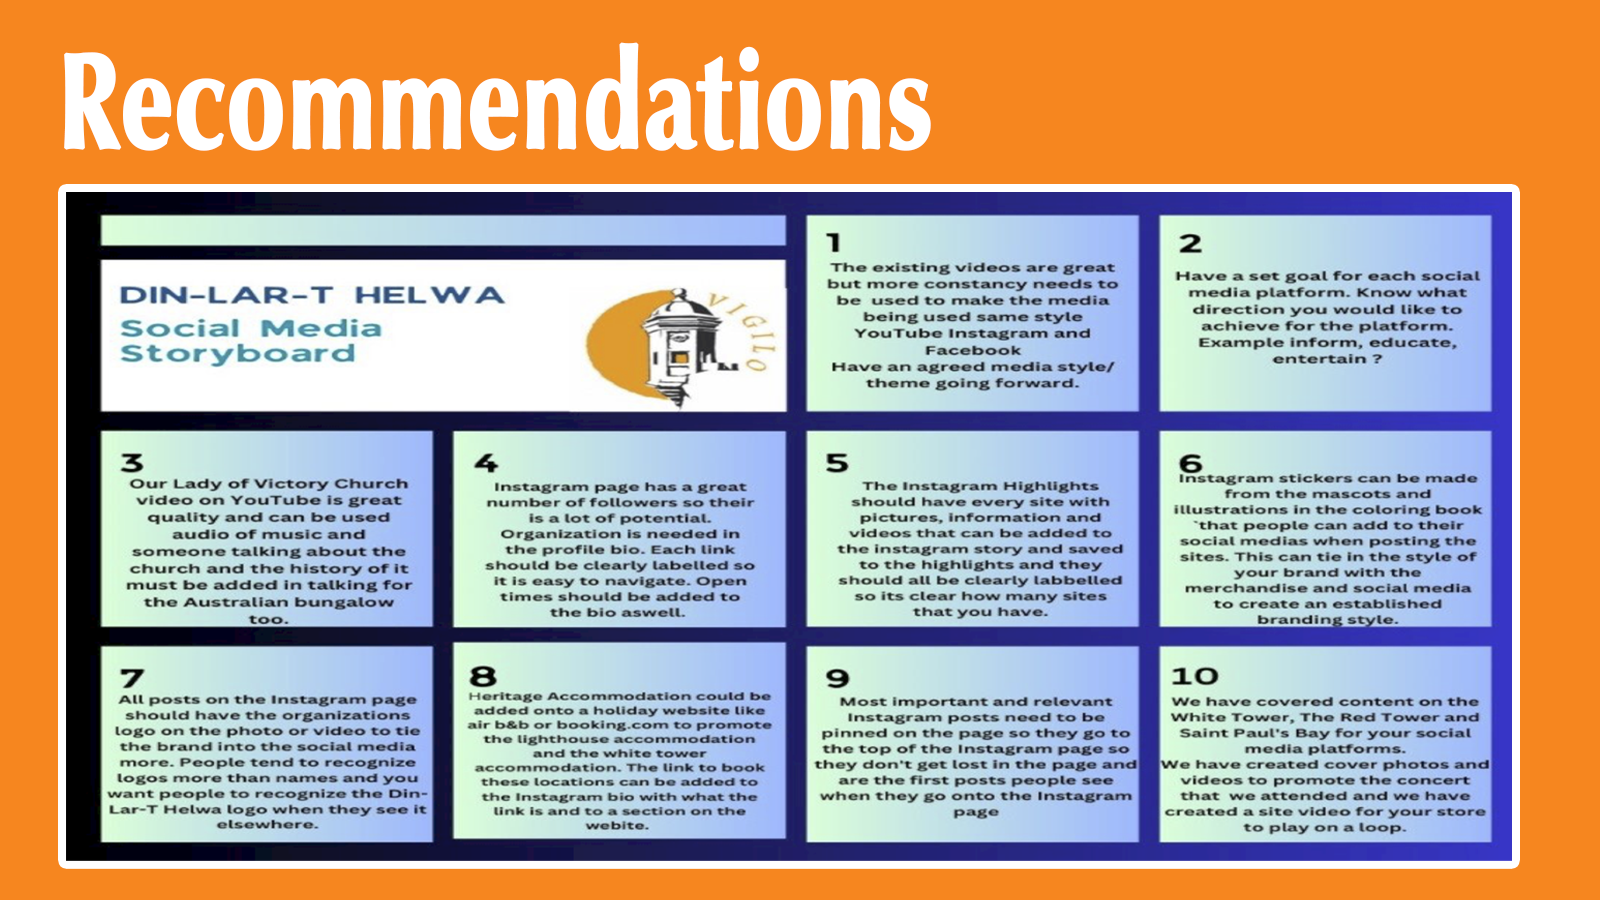 Recommendations
DIN-LAR-T HELWA
Social Media
Storyboard
VIGILO
1
The existing videos are great
but more constancy needs to
be used to make the media
being used same style
YouTube Instagram and
Facebook
Have an agreed media style/
theme going forward.
2
Have a set goal for each social
media platform. Know what
direction you would like to
achieve for the platform.
Example inform, educate,
entertain ?
3
Our Lady of Victory Church
video on YouTube is great
quality and can be used
audio of music and
someone talking about the
church and the history of it
must be added in talking for
the Australian bungalow
too.
4
Instagram page has a great
number of followers so their
is a lot of potential.
Organization is needed in
the profile bio. Each link
should be clearly labelled so
it is easy to navigate. Open
times should be added to
the bio aswell.
5
The Instagram Highlights
should have every site with
pictures, information and
videos that can be added to
the instagram story and saved
to the highlights and they
should all be clearly labbelled
so its clear how many sites
that you have.
6
Instagram stickers can be made
from the mascots and
illustrations in the coloring book
`that people can add to their
social medias when posting the
sites. This can tie in the style of
your brand with the
merchandise and social media
to create an established
branding style.
7
All posts on the Instagram page
should have the organizations
logo on the photo or video to tie
the brand into the social media
more. People tend to recognize
logos more than names and you
want people to recognize the Din-
Lar-T Helwa logo when they see it
elsewhere.
8
Heritage Accommodation could be
added onto a holiday website like
air b&b or booking.com to promote
the lighthouse accommodation
and the white tower
accommodation. The link to book
these locations can be added to
the Instagram bio with what the
link is and to a section on the
webite.
9
Most important and relevant
Instagram posts need to be
pinned on the page so they go to
the top of the Instagram page so
they don't get lost in the page and
are the first posts people see
when they go onto the Instagram
page
10
We have covered content on the
White Tower, The Red Tower and
Saint Paul's Bay for your social
media platforms.
We have created cover photos and
videos to promote the concert
that we attended and we have
created a site video for your store
to play on a loop.